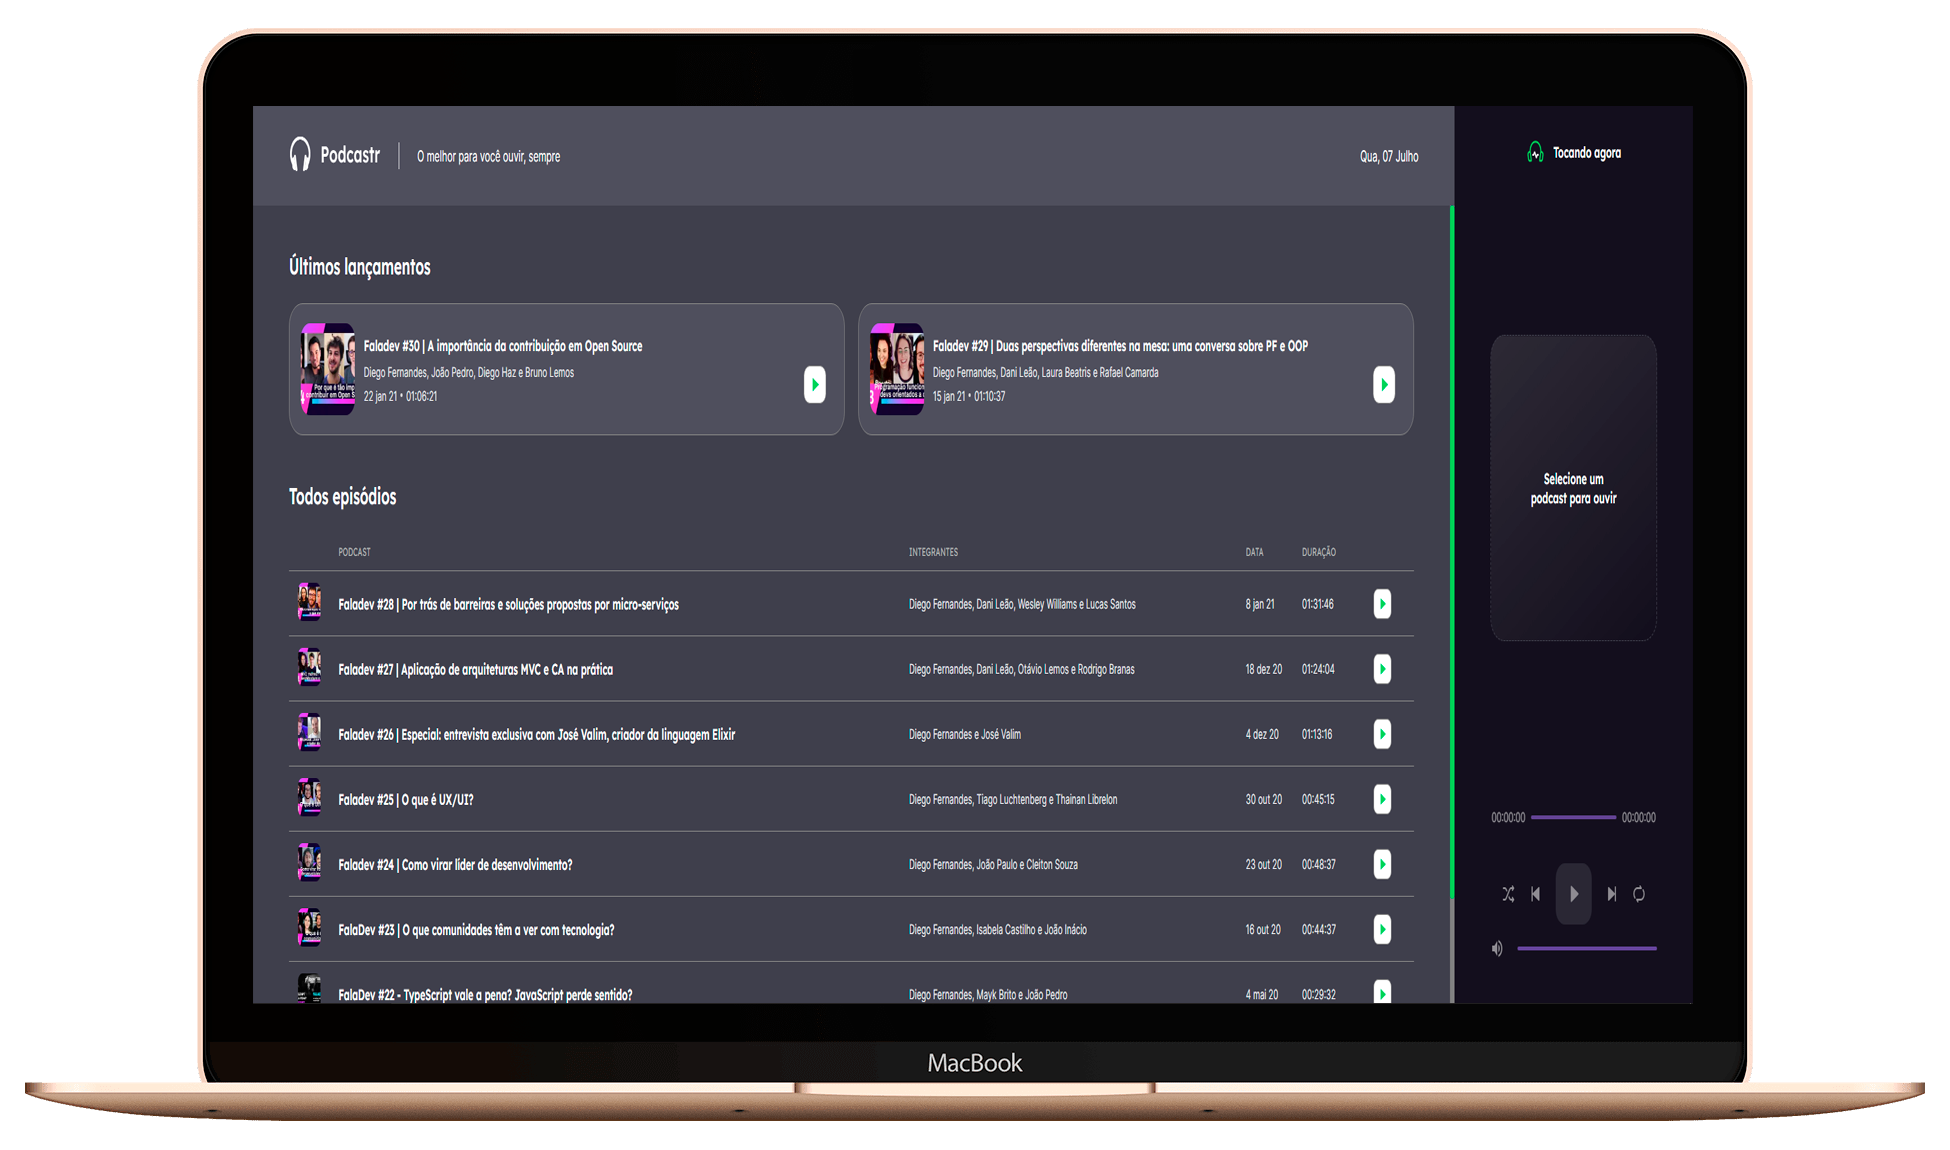 Podcastr
O melhor para você ouvir, sempre
Qua, 07 Julho
Tocando agora
Últimos lançamentos
Faladev #30 | A importância da contribuição em Open Source
Diego Fernandes, João Pedro, Diego Haz e Bruno Lemos
22 jan 21 • 01:06:21
Por que é tão imp
contribuir em Open S
Faladev #29 | Duas perspectivas diferentes na mesa: uma conversa sobre PF e OOP
Diego Fernandes, Dani Leão, Laura Beatris e Rafael Camarda
15 jan 21 • 01:10:37
Programação funcion
devs orientados a
Selecione um
podcast para ouvir
Todos episódios
PODCAST INTEGRANTES DATA DURAÇÃO
Faladev #28 | Por trás de barreiras e soluções propostas por micro-serviços Diego Fernandes, Dani Leão, Wesley Williams e Lucas Santos 8 jan 21 01:31:46
Faladev #27 | Aplicação de arquiteturas MVC e CA na prática Diego Fernandes, Dani Leão, Otávio Lemos e Rodrigo Branas 18 dez 20 01:24:04
Faladev #26 | Especial: entrevista exclusiva com José Valim, criador da linguagem Elixir Diego Fernandes e José Valim 4 dez 20 01:13:16
Faladev #25 | O que é UX/UI? Diego Fernandes, Tiago Luchtenberg e Thainan Librelon 30 out 20 00:45:15
Faladev #24 | Como virar líder de desenvolvimento? Diego Fernandes, João Paulo e Cleiton Souza 23 out 20 00:48:37
FalaDev #23 | O que comunidades têm a ver com tecnologia? Diego Fernandes, Isabela Castilho e João Inácio 16 out 20 00:44:37
FalaDev #22 - TypeScript vale a pena? JavaScript perde sentido? Diego Fernandes, Mayk Brito e João Pedro 4 mai 20 00:29:32
00:00:00 00:00:00
MacBook